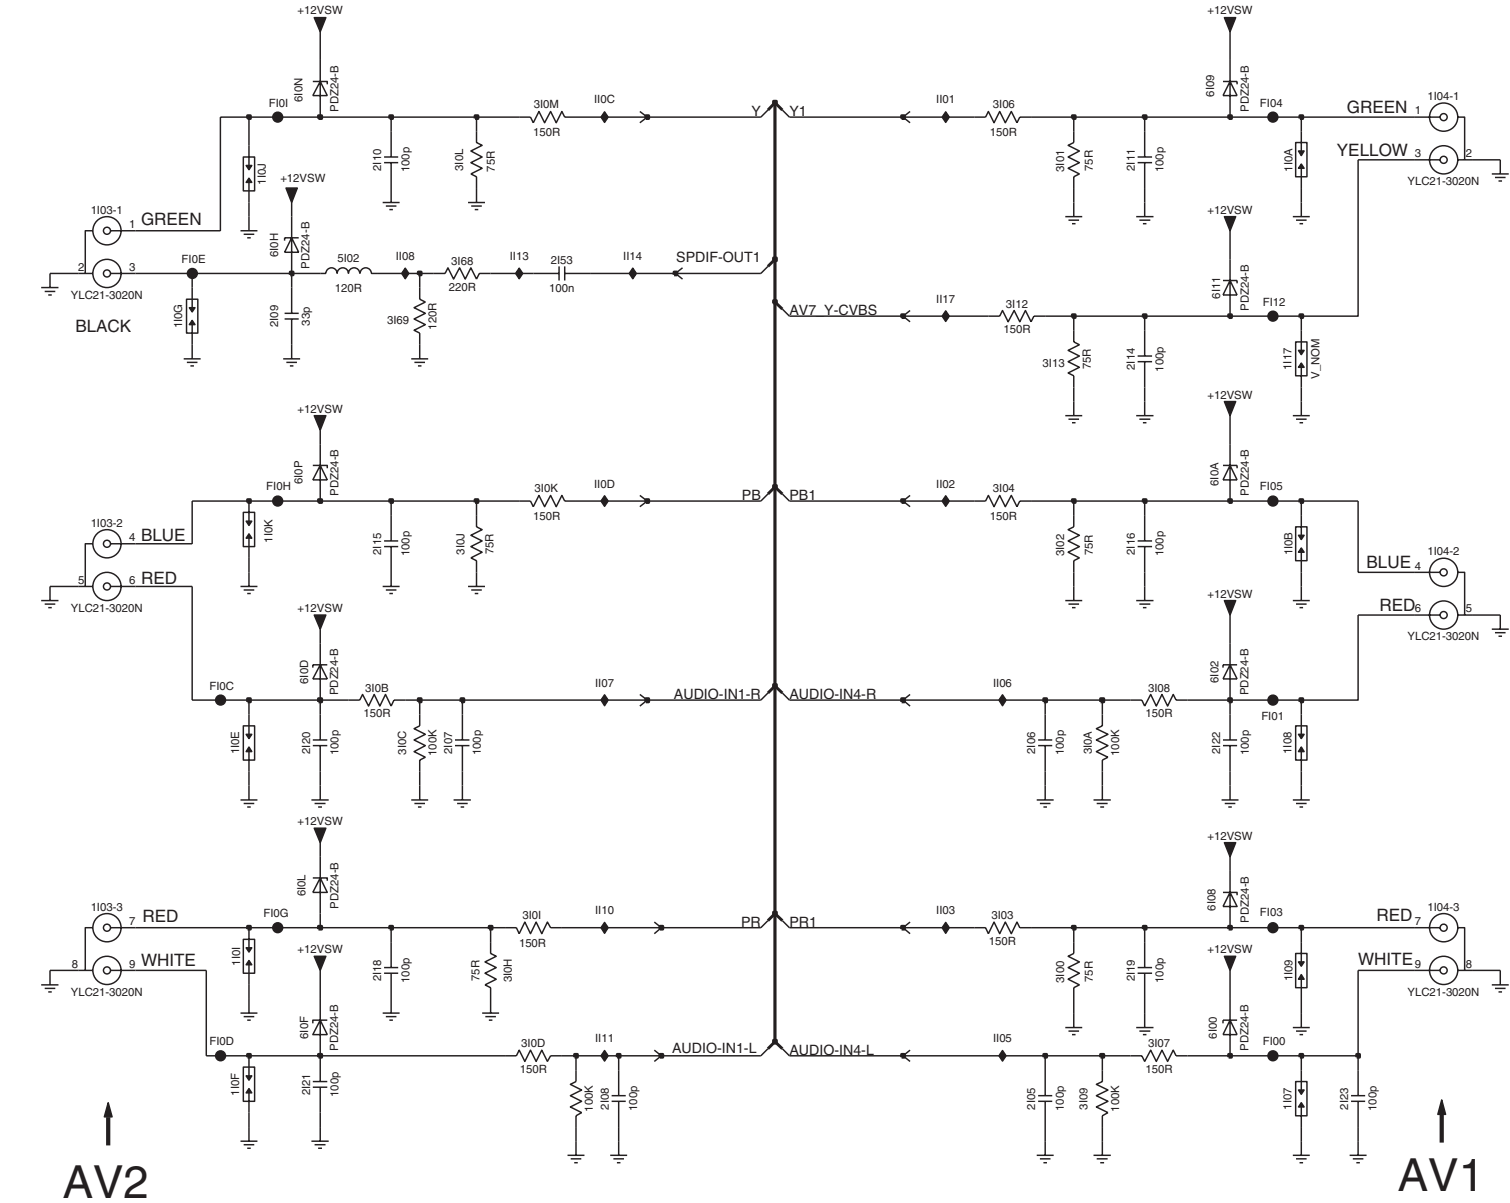 +12VSW
6I0N
PDZ24-B
FI0I
3I0M
150R
II0C
Y
1I0J
2I10
100p
3I0L
75R
+12VSW
6I0H
PDZ24-B
1I03-1
1 GREEN
2
3
YLC21-3020N
BLACK
FI0E
1I0G
2I09
33p
5I02
120R
II08
3I69
120R
3I68
220R
II13
2I53
100n
II14
SPDIF-OUT1
+12VSW
6I0P
PDZ24-B
FI0H
1I0K
2I15
100p
3I0J
75R
3I0K
150R
II0D
PB
1I03-2
4 BLUE
5
6 RED
YLC21-3020N
+12VSW
6I0D
PDZ24-B
FI0C
1I0E
2I20
100p
3I0B
150R
3I0C
100K
2I07
100p
II07
AUDIO-IN1-R
+12VSW
6I0L
PDZ24-B
1I03-3
7 RED
8
9 WHITE
YLC21-3020N
FI0G
1I0I
2I18
100p
75R
3I0H
3I0I
150R
II10
PR
+12VSW
6I0F
PDZ24-B
FI0D
1I0F
2I21
100p
3I0D
150R
100K
2I08
100p
II11
AUDIO-IN1-L
AV2
+12VSW
6I09
PDZ24-B
Y1
II01
3I06
150R
3I01
75R
2I11
100p
FI04
1I0A
GREEN 1
1I04-1
YELLOW 3
2
YLC21-3020N
+12VSW
6I11
PDZ24-B
AV7 Y-CVBS
II17
3I12
150R
3I13
75R
2I14
100p
FI12
1I17
V_NOM
+12VSW
6I0A
PDZ24-B
PB1
II02
3I04
150R
3I02
75R
2I16
100p
FI05
1I0B
1I04-2
BLUE 4
RED 6
5
YLC21-3020N
+12VSW
6I02
PDZ24-B
AUDIO-IN4-R
II06
2I06
100p
3I0A
100K
3I08
150R
2I22
100p
FI01
1I08
+12VSW
6I08
PDZ24-B
PR1
II03
3I03
150R
3I00
75R
2I19
100p
FI03
1I09
1I04-3
RED 7
WHITE 9
8
YLC21-3020N
+12VSW
6I00
PDZ24-B
AUDIO-IN4-L
II05
2I05
100p
3I09
100K
3I07
150R
FI00
1I07
2I23
100p
AV1